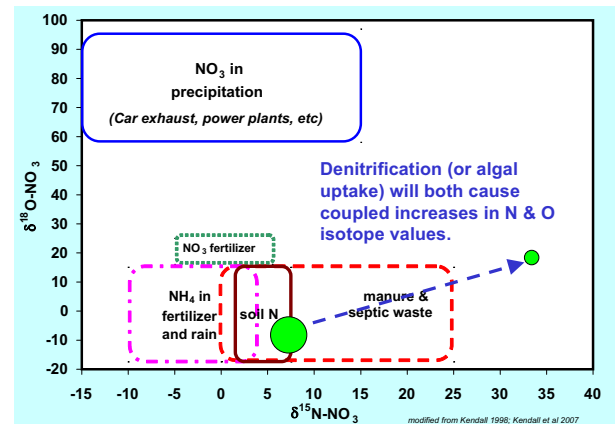 100
90
80
70
60
50
40
30
20
10
0
-10
-20
δ18O-NO3
NO3 in
precipitation
(Car exhaust, power plants, etc)
Denitrification (or algal
uptake) will both cause
coupled increases in N & O
isotope values.
NO3 fertilizer
NH4 in
fertilizer
and rain
soil N
manure &
septic waste
-15 -10 -5 0 5 10 15 20 25 30 35 40
δ15N-NO3
modified from Kendall 1998; Kendall et al 2007